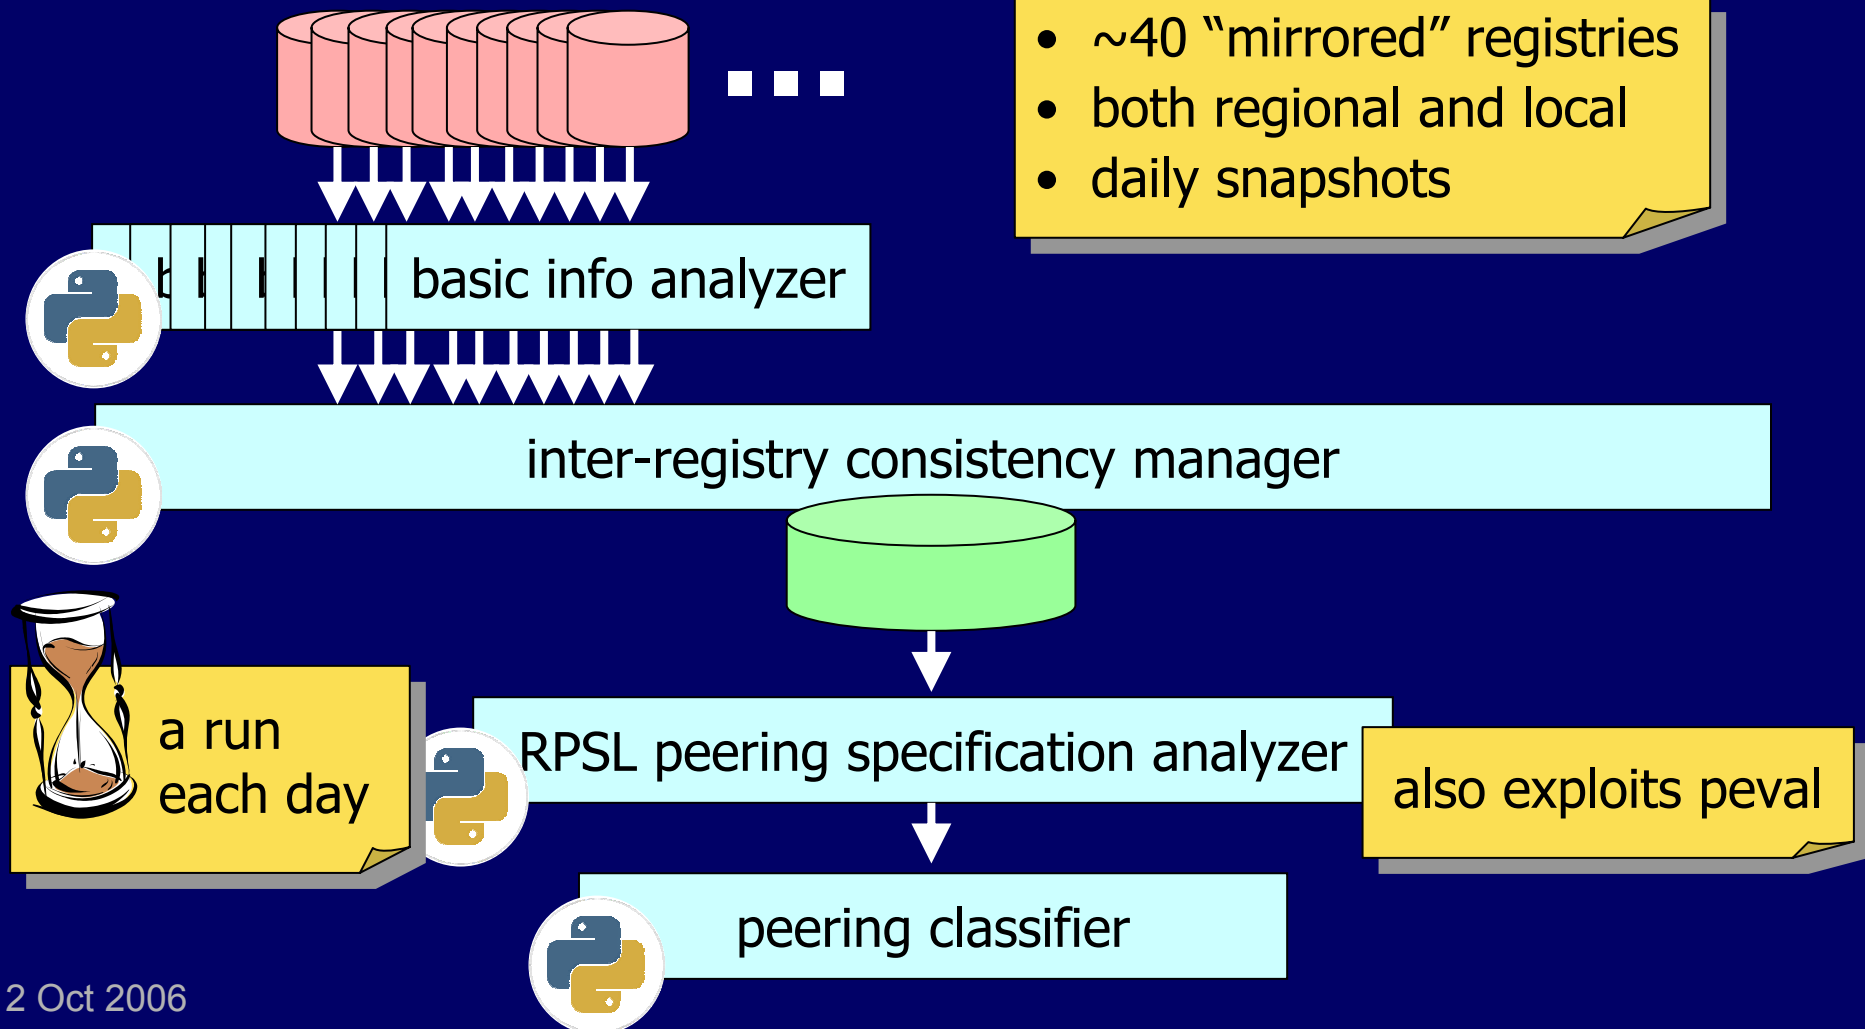 • ~40 “mirrored” registries
• both regional and local
• daily snapshots
basic info analyzer
inter-registry consistency manager
a run
each day
RPSL peering specification analyzer
also exploits peval
peering classifier
2 Oct 2006